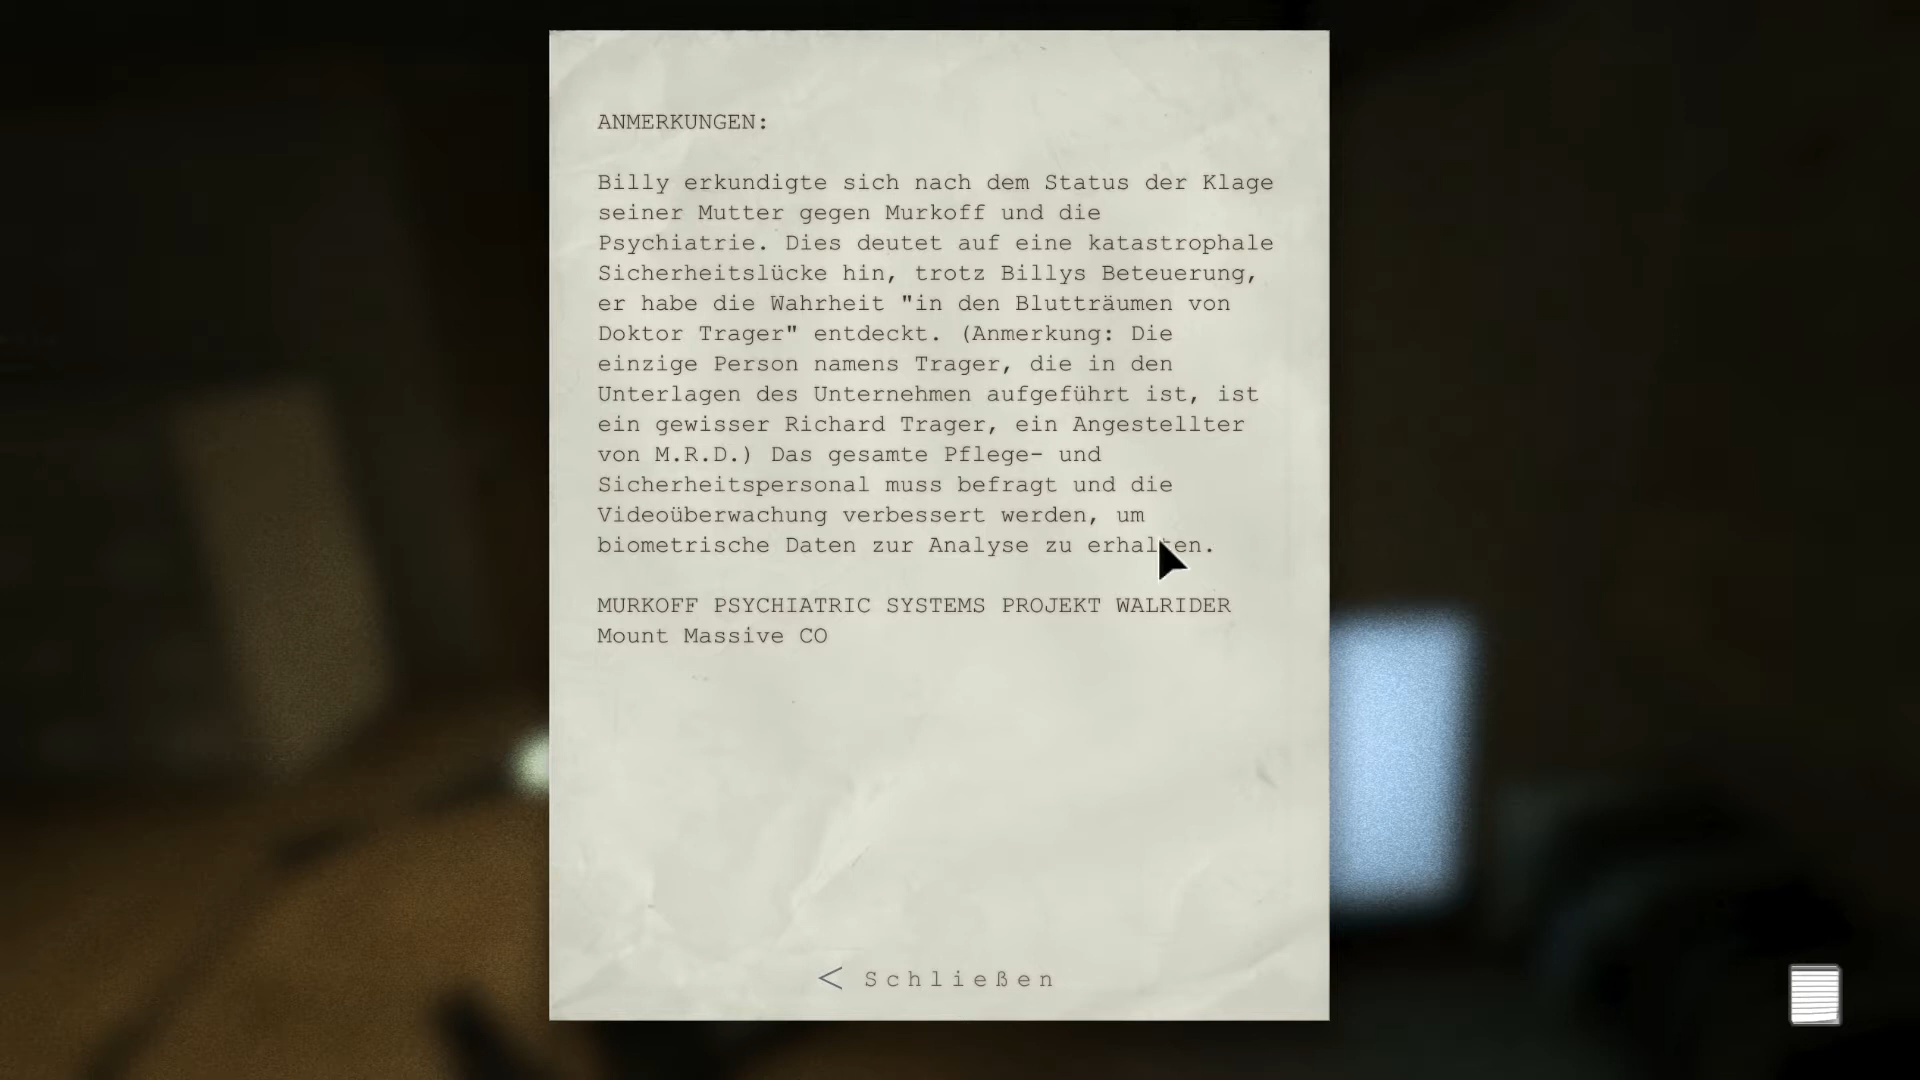 ANMERKUNGEN:
Billy erkundigte sich nach dem Status der Klage
seiner Mutter gegen Murkoff und die
Psychiatrie. Dies deutet auf eine katastrophale
Sicherheitslücke hin, trotz Billys Beteuerung,
er habe die Wahrheit "in den Blutträumen von
Doktor Trager" entdeckt. (Anmerkung: Die
einzige Person namens Trager, die in den
Unterlagen des Unternehmen aufgeführt ist, ist
ein gewisser Richard Trager, ein Angestellter
von M.R.D.) Das gesamte Pflege- und
Sicherheitspersonal muss befragt und die
Videoüberwachung verbessert werden, um
biometrische Daten zur Analyse zu erhalten.
MURKOFF PSYCHIATRIC SYSTEMS PROJEKT WALRIDER
Mount Massive CO
< Schließen